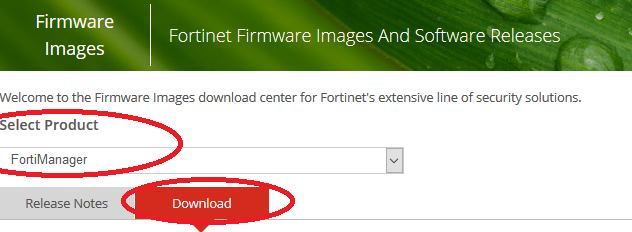 Firmware
Images
Fortinet Firmware Images And Software Releases
Welcome to the Firmware Images download center for Fortinet's extensive line of security solutions.
Select Product
FortiManager
Release Notes
Download